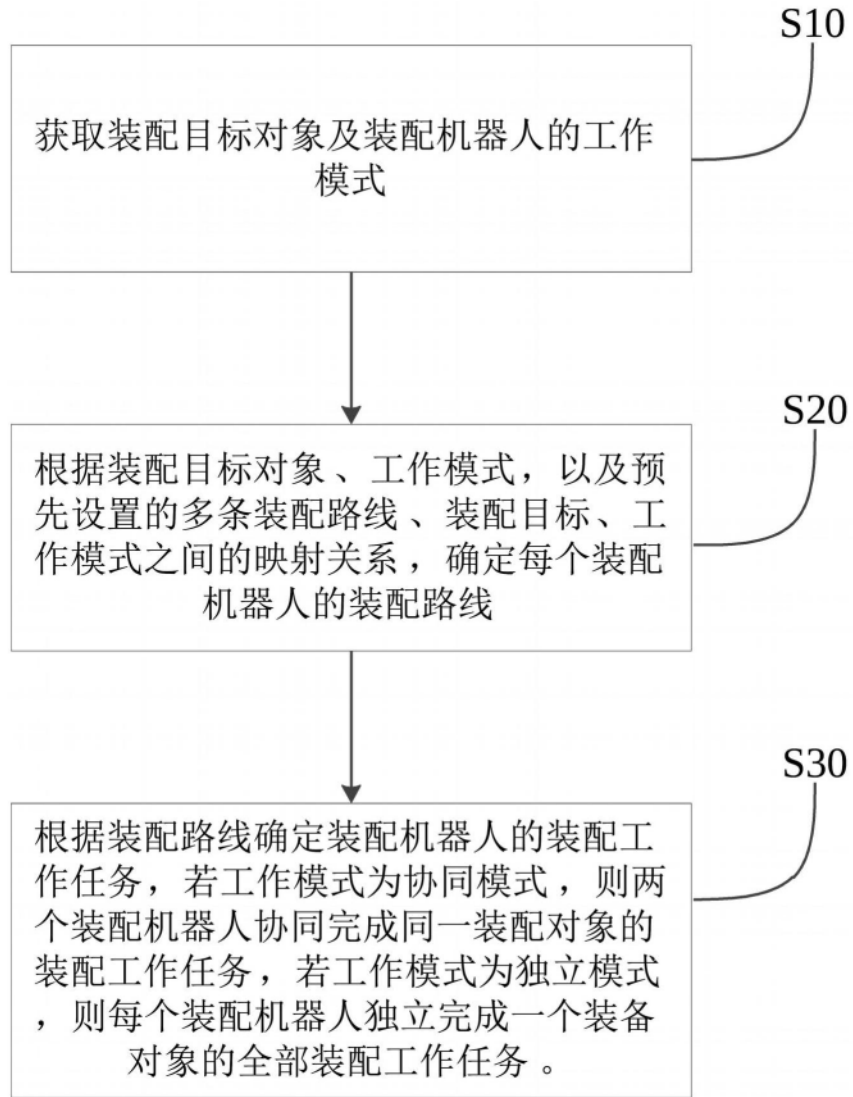 S10
获取装配目标对象及装配机器人的工作
模式
S20
根据装配目标对象、工作模式，以及预
先设置的多条装配路线、装配目标、工
作模式之间的映射关系，确定每个装配
机器人的装配路线
S30
根据装配路线确定装配机器人的装配工
作任务，若工作模式为协同模式，则两
个装配机器人协同完成同一装配对象的
装配工作任务，若工作模式为独立模式
，则每个装配机器人独立完成一个装备
对象的全部装配工作任务。